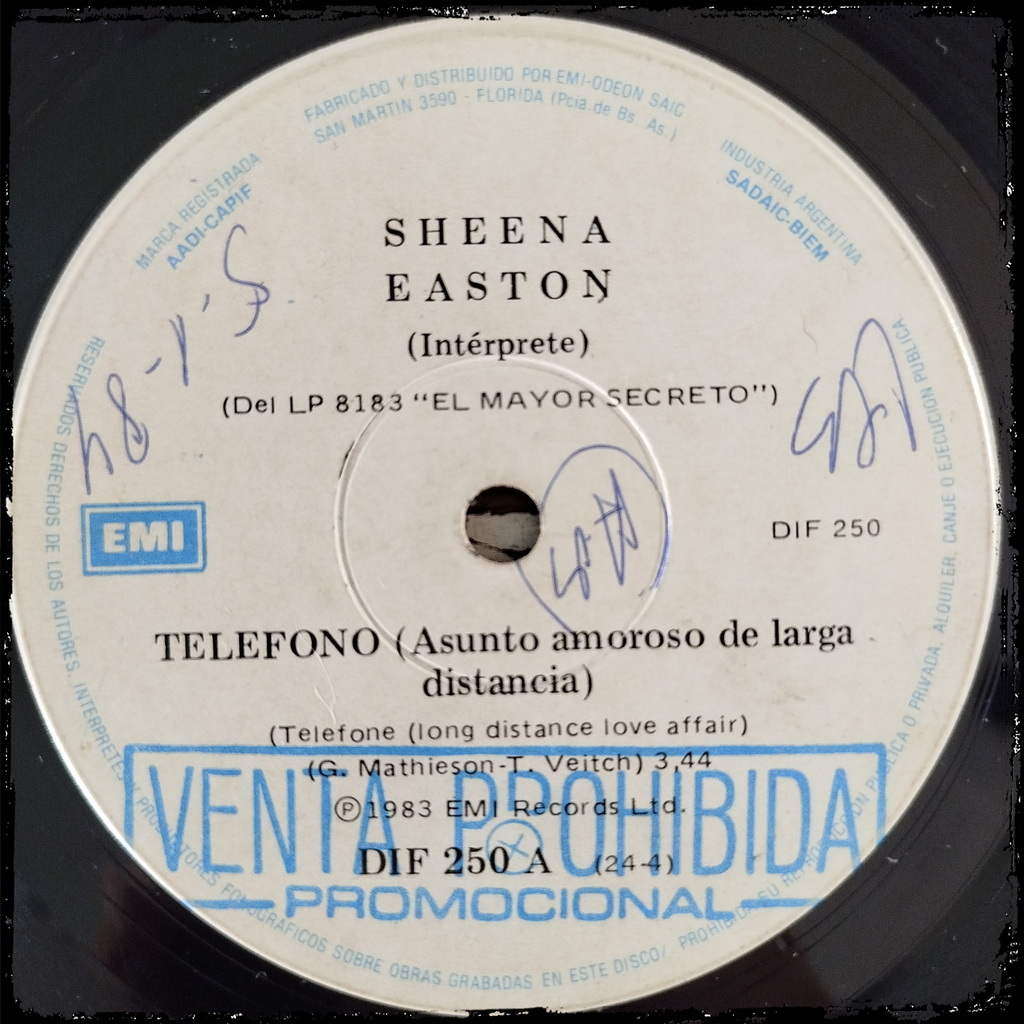 FABRICADO Y DISTRIBUIDO POR EMI-ODEON SAIC
SAN MARTIN 3590 - FLORIDA (Pcia. de Bs. As.)
MARCA REGISTRADA
AADI-CAPIF
INDUSTRIA ARGENTINA
SADAIC-BIEM
SHEENA
EASTON
(Intérprete)
(Del LP 8183 "EL MAYOR SECRETO")
EMI
DIF 250
TELEFONO (Asunto amoroso de larga
distancia)
(Telefone (long distance love affair)
(G. Mathieson-T. Veitch) 3,44
℗1983 EMI Records Ltd.
VENTA PROHIBIDA
DIF 250 A (24-4)
PROMOCIONAL
RESERVADOS DERECHOS DE LOS AUTORES, INTERPRETES Y PRODUCTORES FONOGRAFICOS SOBRE OBRAS GRABADAS EN ESTE DISCO/ PROHIBIDA SU REPRODUCCION PUBLICA O PRIVADA, ALQUILER, CANJE O EJECUCION PUBLICA